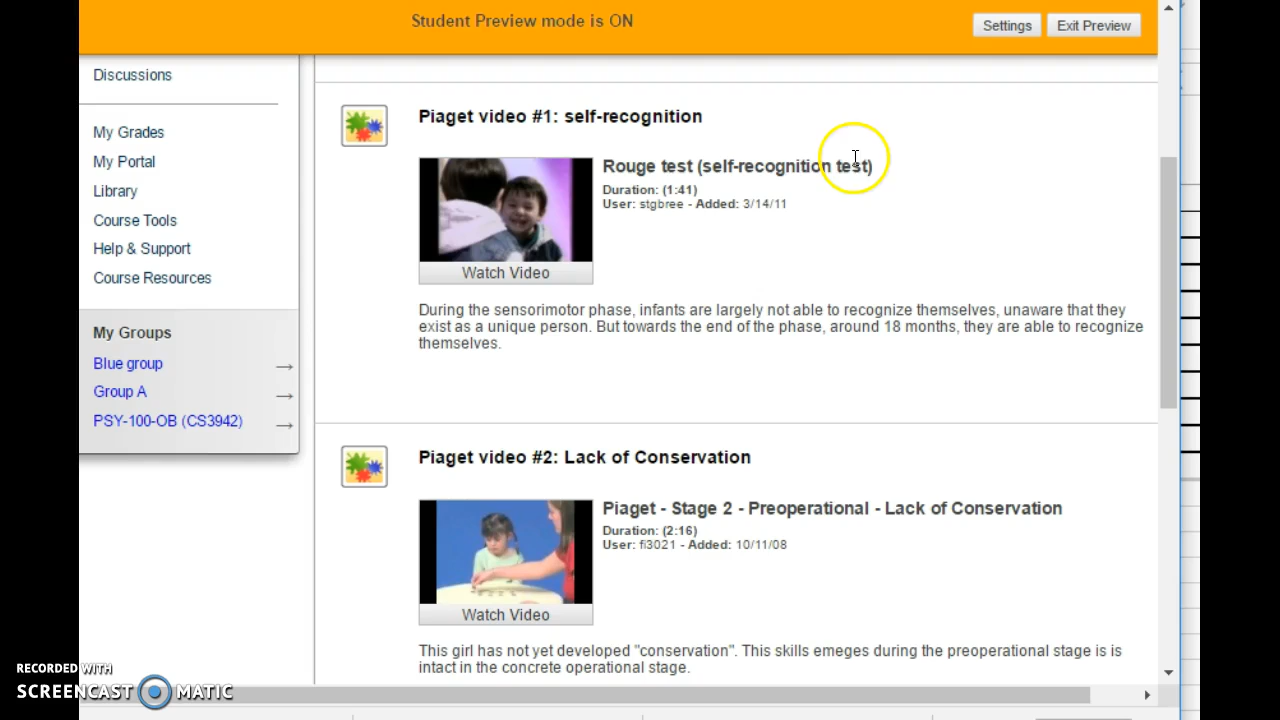 Student Preview mode is ON
Settings
Exit Preview
Discussions
My Grades
My Portal
Library
Course Tools
Help & Support
Course Resources
My Groups
Blue group
Group A
PSY-100-OB (CS3942)
Piaget video #1: self-recognition
Rouge test (self-recognition test)
Duration: (1:41)
User: stgbree - Added: 3/14/11
Watch Video
During the sensorimotor phase, infants are largely not able to recognize themselves, unaware that they
exist as a unique person. But towards the end of the phase, around 18 months, they are able to recognize
themselves.
Piaget video #2: Lack of Conservation
Piaget - Stage 2 - Preoperational - Lack of Conservation
Duration: (2:16)
User: fi3021 - Added: 10/11/08
Watch Video
This girl has not yet developed "conservation". This skills emeges during the preoperational stage is is
intact in the concrete operational stage.
RECORDED WITH
SCREENCAST MATIC